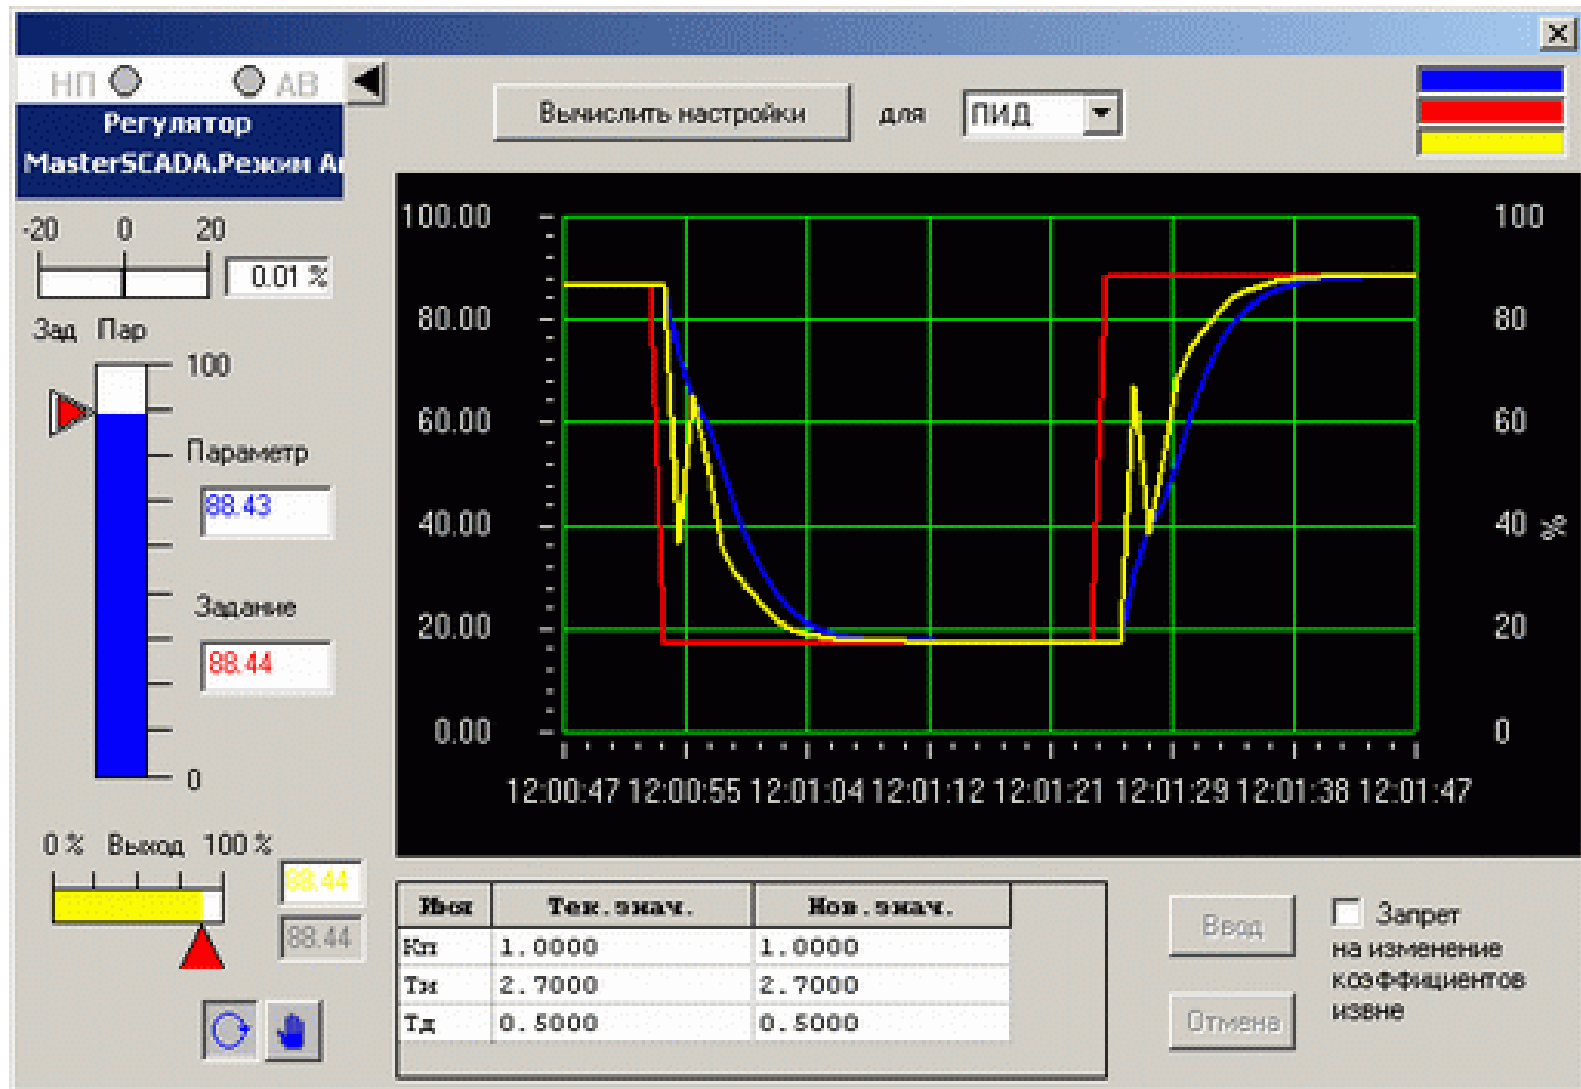 НП АВ
Регулятор
MasterSCADA.Режим А
Вычислить настройки для ПИД
-20 0 20
0.01 %
Зад Пар
100
Параметр
88.43
Задание
88.44
0
0 % Выход 100 %
88.44
88.44
100.00
80.00
60.00
40.00
20.00
0.00
100
80
60
40 %
20
0
12:00:47 12:00:55 12:01:04 12:01:12 12:01:21 12:01:29 12:01:38 12:01:47
Имя Тек.знач. Нов.знач.
Кп 1.0000 1.0000
Ти 2.7000 2.7000
Тд 0.5000 0.5000
Ввод
Отмена
Запрет
на изменение
коэффициентов
извне